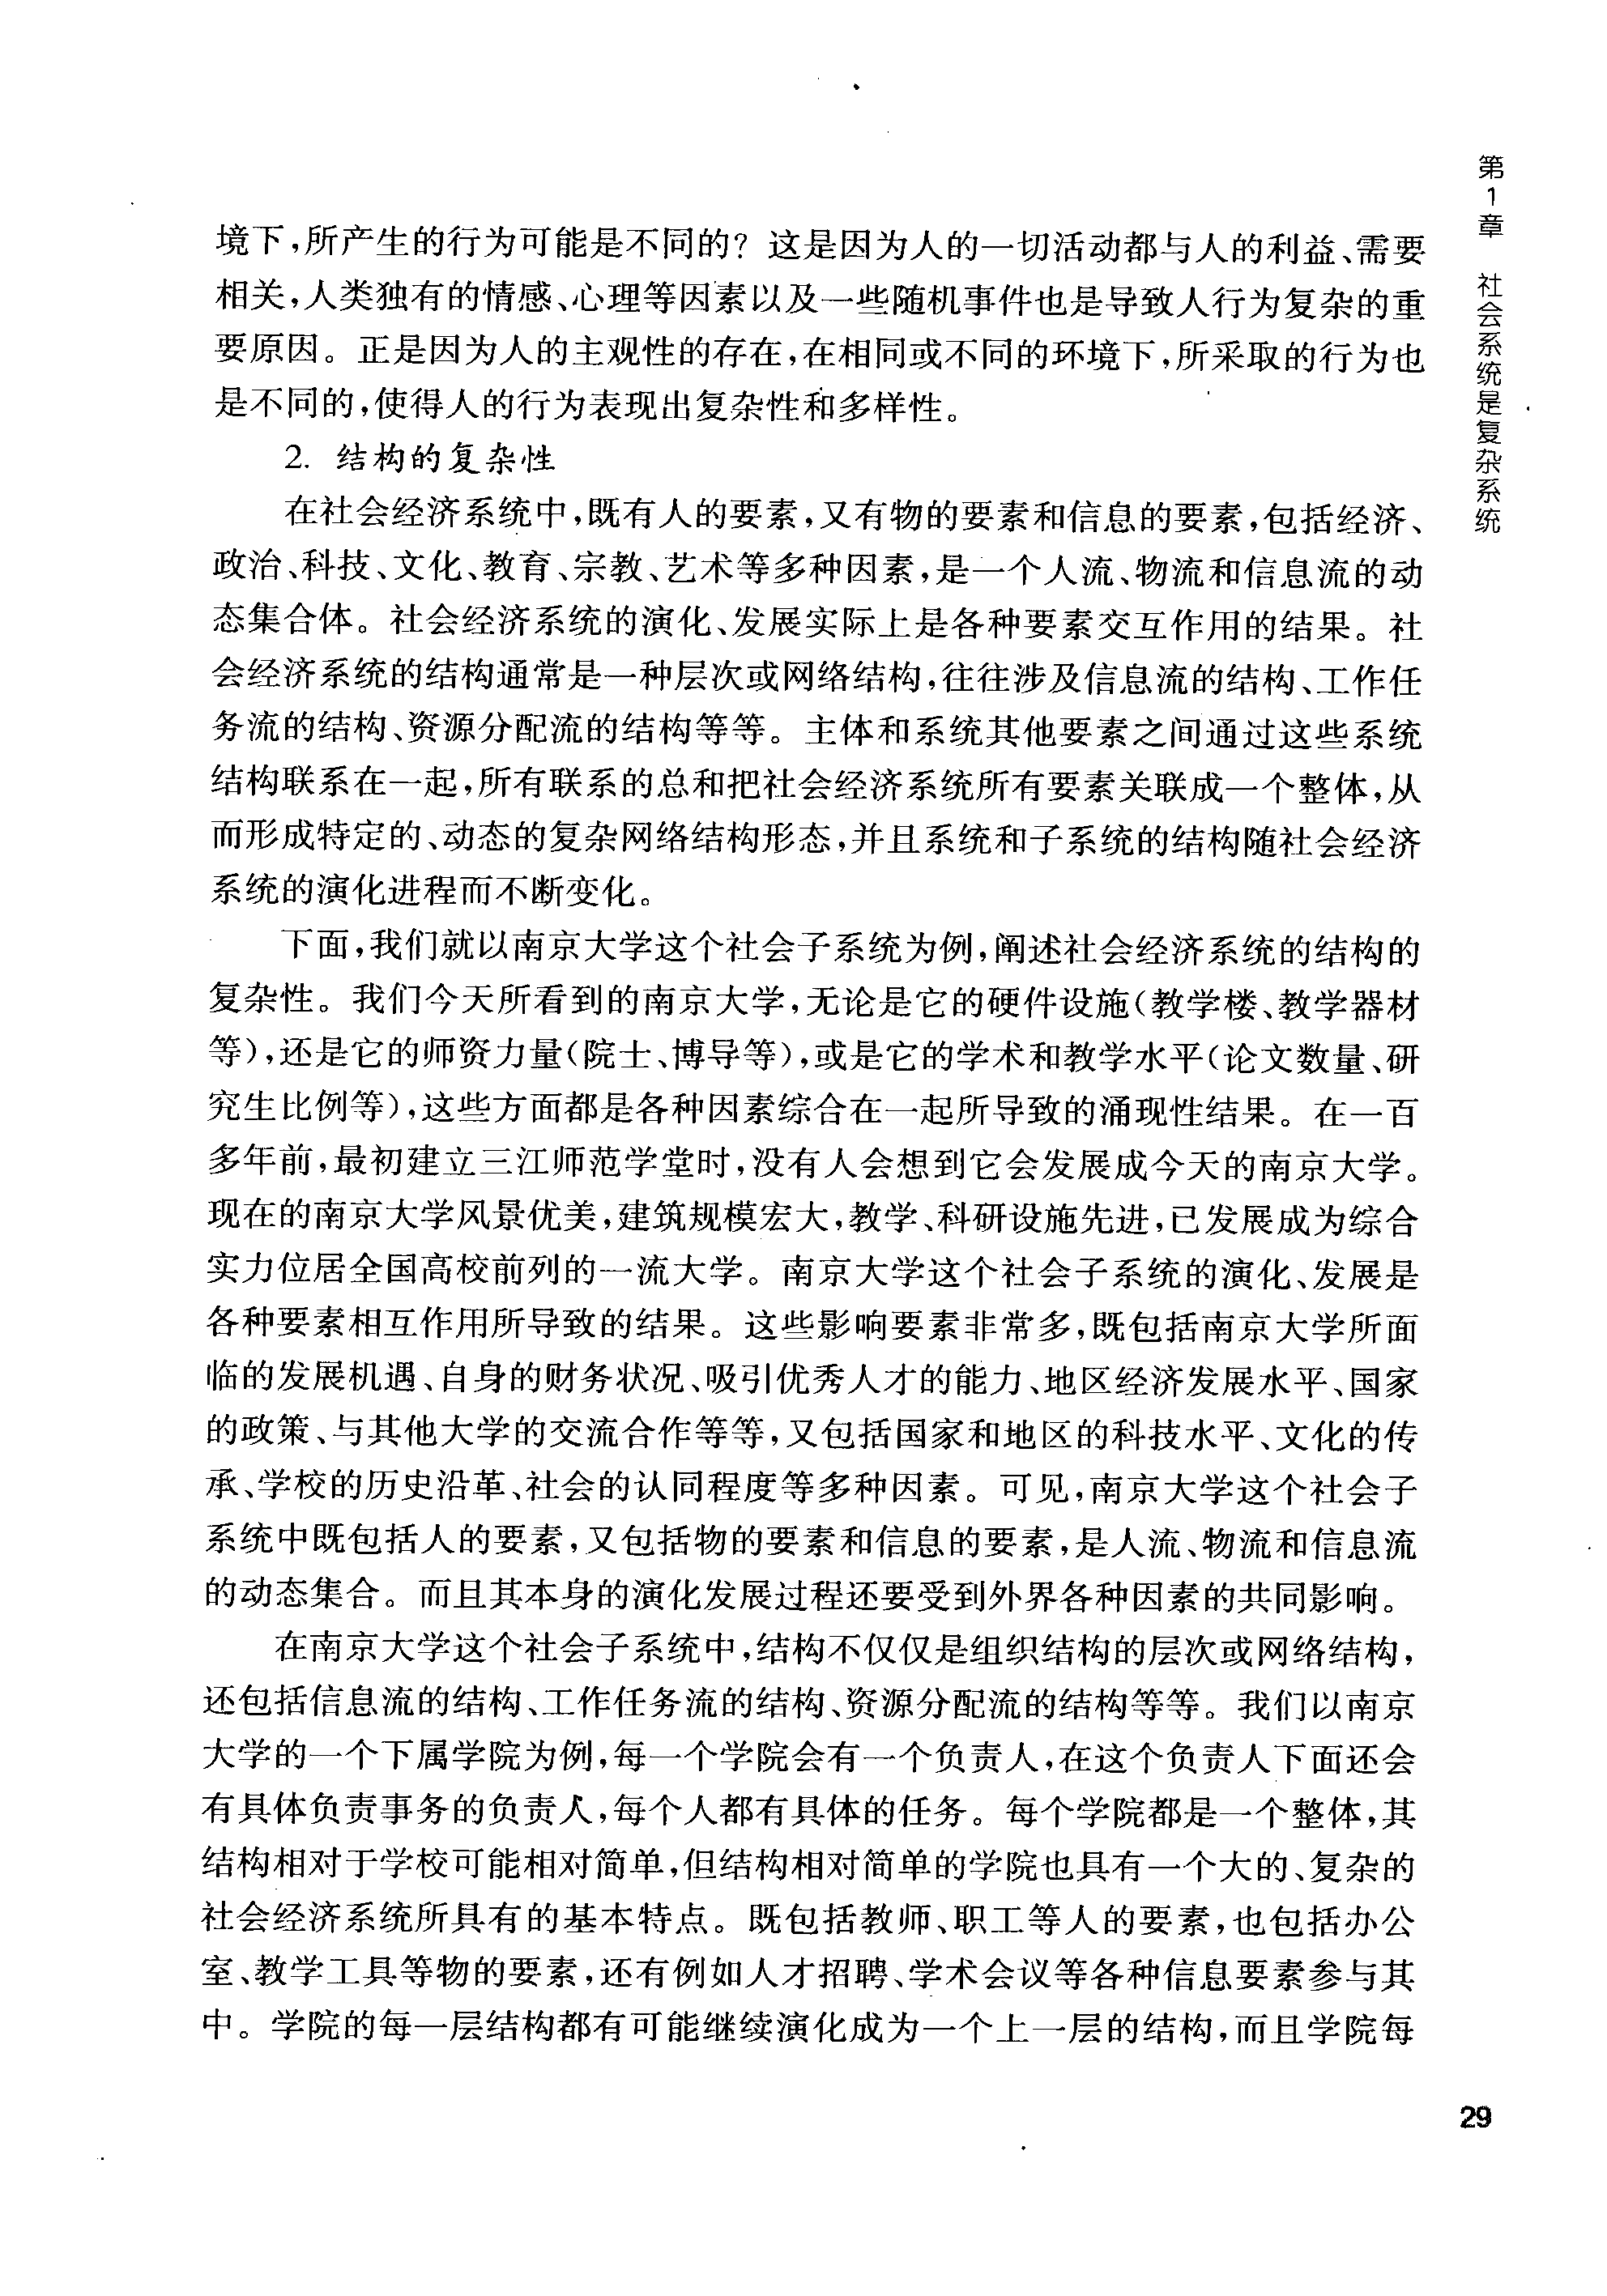 第1章 社会系统是复杂系统
境下,所产生的行为可能是不同的?这是因为人的一切活动都与人的利益、需要
相关,人类独有的情感、心理等因素以及一些随机事件也是导致人行为复杂的重
要原因。正是因为人的主观性的存在,在相同或不同的环境下,所采取的行为也
是不同的,使得人的行为表现出复杂性和多样性。
2. 结构的复杂性
在社会经济系统中,既有人的要素,又有物的要素和信息的要素,包括经济、
政治、科技、文化、教育、宗教、艺术等多种因素,是一个人流、物流和信息流的动
态集合体。社会经济系统的演化、发展实际上是各种要素交互作用的结果。社
会经济系统的结构通常是一种层次或网络结构,往往涉及信息流的结构、工作任
务流的结构、资源分配流的结构等等。主体和系统其他要素之间通过这些系统
结构联系在一起,所有联系的总和把社会经济系统所有要素关联成一个整体,从
而形成特定的、动态的复杂网络结构形态,并且系统和子系统的结构随社会经济
系统的演化进程而不断变化。
下面,我们就以南京大学这个社会子系统为例,阐述社会经济系统的结构的
复杂性。我们今天所看到的南京大学,无论是它的硬件设施(教学楼、教学器材
等),还是它的师资力量(院士、博导等),或是它的学术和教学水平(论文数量、研
究生比例等),这些方面都是各种因素综合在一起所导致的涌现性结果。在一百
多年前,最初建立三江师范学堂时,没有人会想到它会发展成今天的南京大学。
现在的南京大学风景优美,建筑规模宏大,教学、科研设施先进,已发展成为综合
实力位居全国高校前列的一流大学。南京大学这个社会子系统的演化、发展是
各种要素相互作用所导致的结果。这些影响要素非常多,既包括南京大学所面
临的发展机遇、自身的财务状况、吸引优秀人才的能力、地区经济发展水平、国家
的政策、与其他大学的交流合作等等,又包括国家和地区的科技水平、文化的传
承、学校的历史沿革、社会的认同程度等多种因素。可见,南京大学这个社会子
系统中既包括人的要素,又包括物的要素和信息的要素,是人流、物流和信息流
的动态集合。而且其本身的演化发展过程还要受到外界各种因素的共同影响。
在南京大学这个社会子系统中,结构不仅仅是组织结构的层次或网络结构,
还包括信息流的结构、工作任务流的结构、资源分配流的结构等等。我们以南京
大学的一个下属学院为例,每一个学院会有一个负责人,在这个负责人下面还会
有具体负责事务的负责人,每个人都有具体的任务。每个学院都是一个整体,其
结构相对于学校可能相对简单,但结构相对简单的学院也具有一个大的、复杂的
社会经济系统所具有的基本特点。既包括教师、职工等人的要素,也包括办公
室、教学工具等物的要素,还有例如人才招聘、学术会议等各种信息要素参与其
中。学院的每一层结构都有可能继续演化成为一个上一层的结构,而且学院每
29